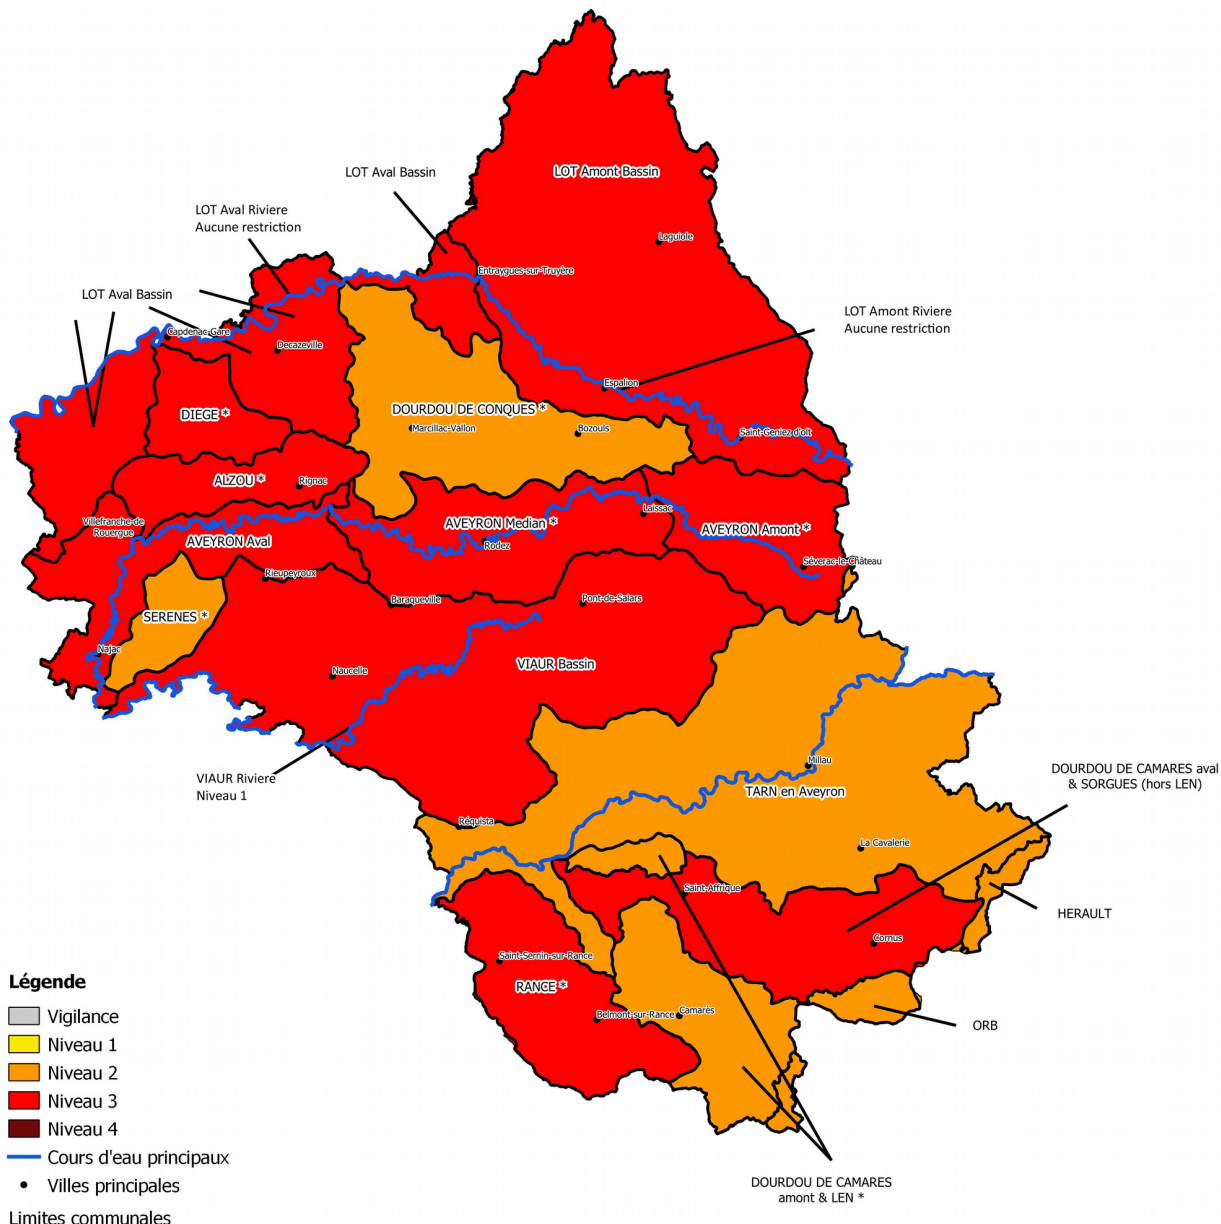 LOT Aval Bassin
LOT Amont Bassin
LOT Aval Riviere
Aucune restriction
Laguiole
Entraygues-sur-Truyère
LOT Aval Bassin
LOT Amont Riviere
Aucune restriction
Capdenac-Gare
Decazeville
Espalion
DIEGE *
DOURDOU DE CONQUES *
Marcillac-Vallon
Bozouls
Saint-Geniez d'olt
ALZOU *
Rignac
Villefranche-de
Rouergue
AVEYRON Median *
Laissac
AVEYRON Amont *
AVEYRON Aval
Rodez
Séverac-le-Château
Rieupeyroux
Baraqueville
Pont-de-Salars
SERENES *
Najac
Naucelle
VIAUR Bassin
VIAUR Riviere
Niveau 1
Millau
TARN en Aveyron
DOURDOU DE CAMARES aval
& SORGUES (hors LEN)
Réquista
La Cavalerie
Saint-Affrique
HERAULT
Cornus
Saint-Sernin-sur-Rance
RANCE *
Belmont-sur-Rance
Camarès
ORB
DOURDOU DE CAMARES
amont & LEN *
Légende
Vigilance
Niveau 1
Niveau 2
Niveau 3
Niveau 4
Cours d'eau principaux
Villes principales
Limites communales